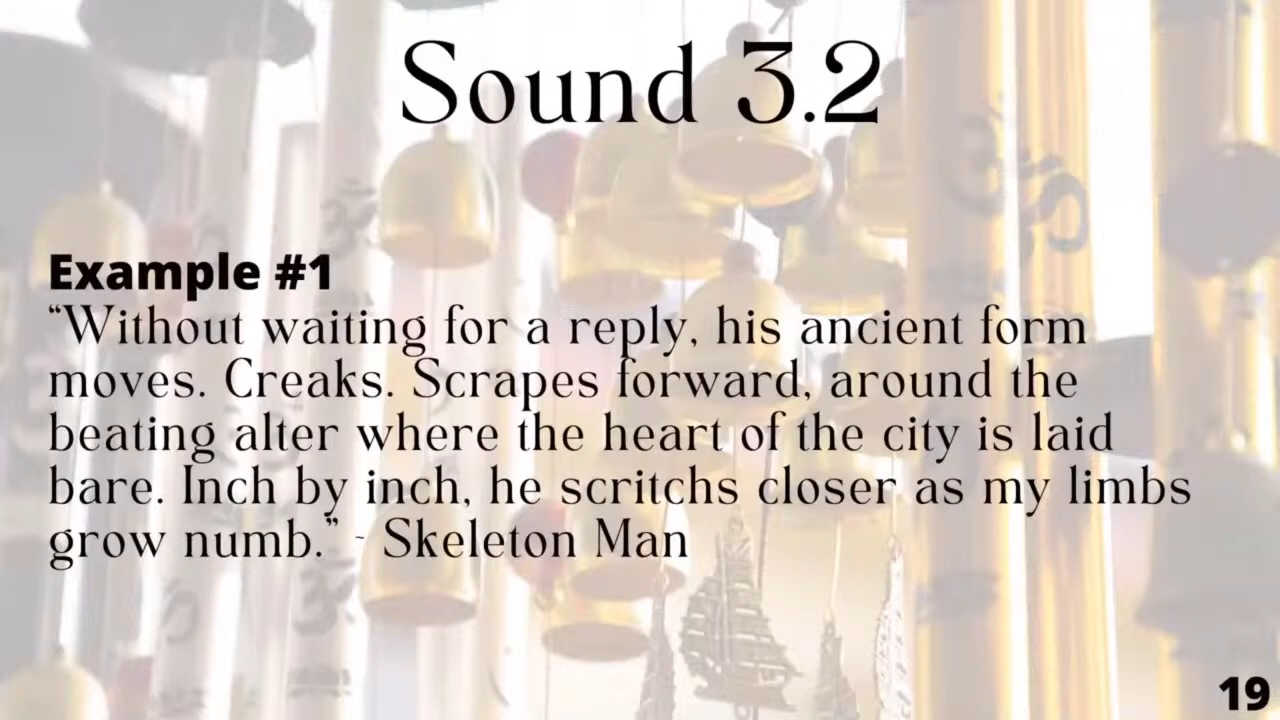 Sound 3.2
Example #1
“Without waiting for a reply, his ancient form
moves. Creaks. Scrapes forward, around the
beating alter where the heart of the city is laid
bare. Inch by inch, he scritchs closer as my limbs
grow numb.” ~ Skeleton Man
19